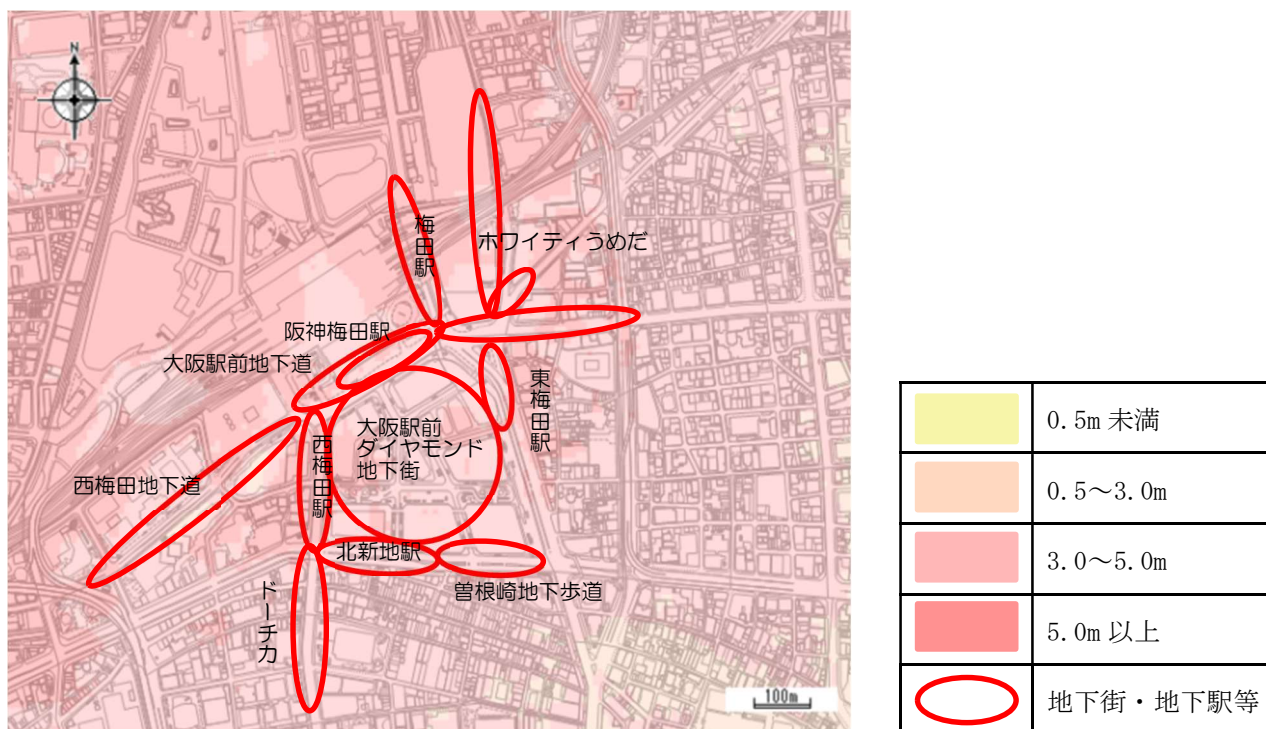 N
梅田駅
ホワイティうめだ
阪神梅田駅
大阪駅前地下道
東梅田駅
大阪駅前
ダイヤモンド
地下街
西梅田駅
西梅田地下道
北新地駅
曽根崎地下歩道
ドーチカ
100m
0.5m 未満
0.5～3.0m
3.0～5.0m
5.0m 以上
地下街・地下駅等